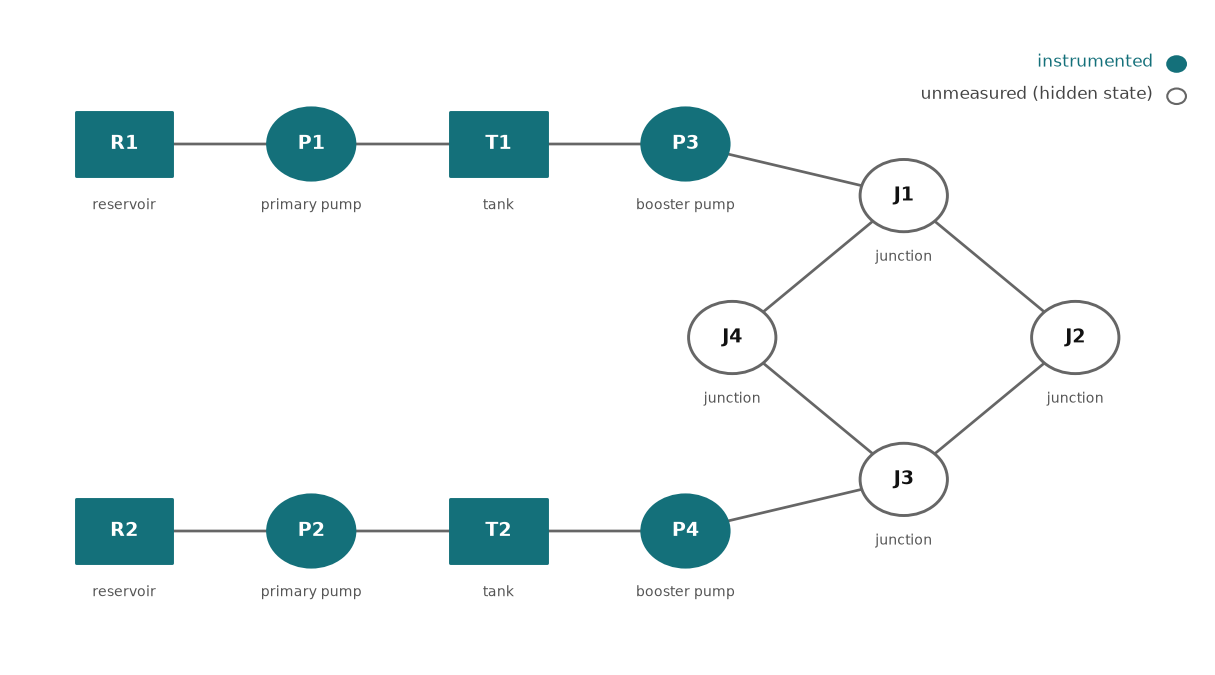 instrumented
unmeasured (hidden state)
R1
P1
T1
P3
reservoir
primary pump
tank
booster pump
J1
junction
J4
J2
junction
junction
J3
junction
R2
P2
T2
P4
reservoir
primary pump
tank
booster pump